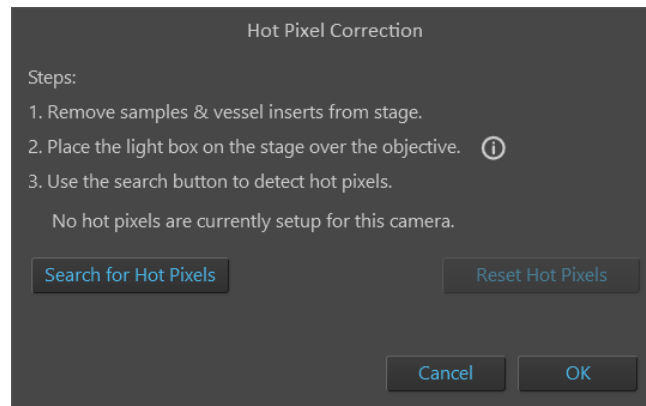 Hot Pixel Correction
Steps:
1. Remove samples & vessel inserts from stage.
2. Place the light box on the stage over the objective.
3. Use the search button to detect hot pixels.
No hot pixels are currently setup for this camera.
Search for Hot Pixels
Reset Hot Pixels
Cancel
OK